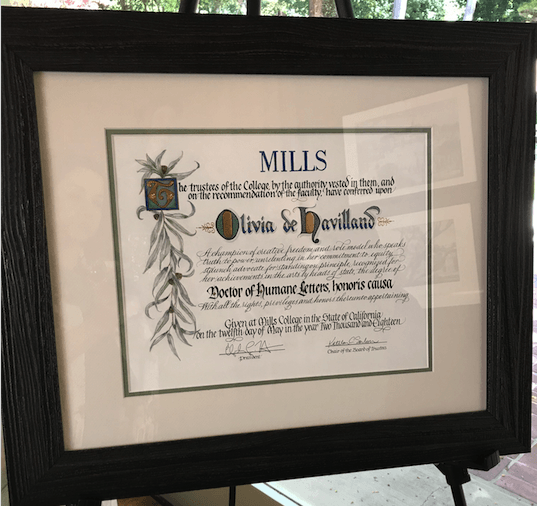 MILLS
The trustees of the College, by the authority vested in them, and
on the recommendation of the faculty, have conferred upon
Olivia de Havilland
A champion of creative freedom and role model who speaks
truth to power, unrelenting in her commitment to equity,
staunch advocate for standing on principle, recognized for
her achievements in the arts by heads of state, the degree of
Doctor of Humane Letters, honoris causa
With all the rights, privileges and honors thereunto appertaining.
Given at Mills College in the State of California
on the twelfth day of May in the year Two Thousand and Eighteen.
President
Chair of the Board of Trustees